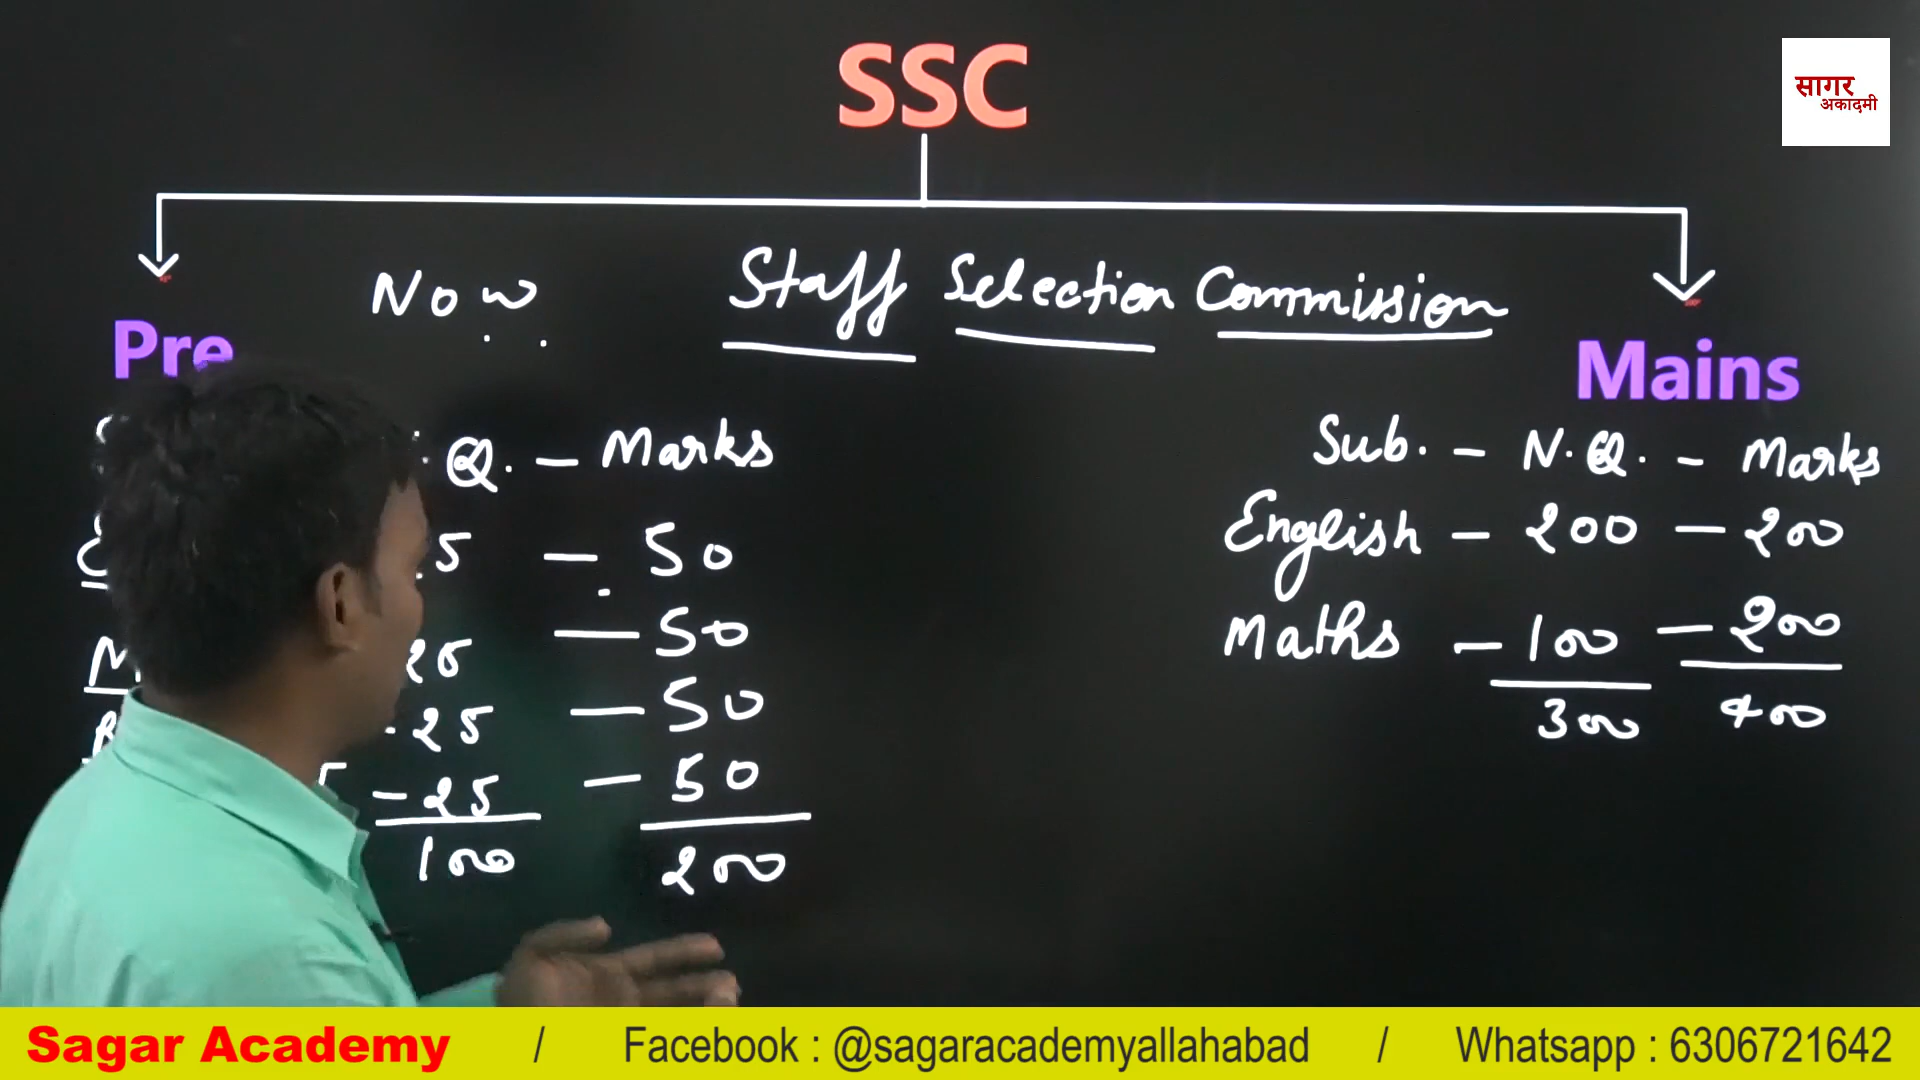 SSC
सागर
अकादमी
Now
Staff Selection Commission
Pre
Mains
Q. - Marks
5 - 50
25 - 50
- 25 - 50
- 25 - 50
100 200
Sub. - N.Q. - Marks
English - 200 - 200
Maths - 100 - 200
300 400
Sagar Academy / Facebook : @sagaracademyallahabad / Whatsapp : 6306721642